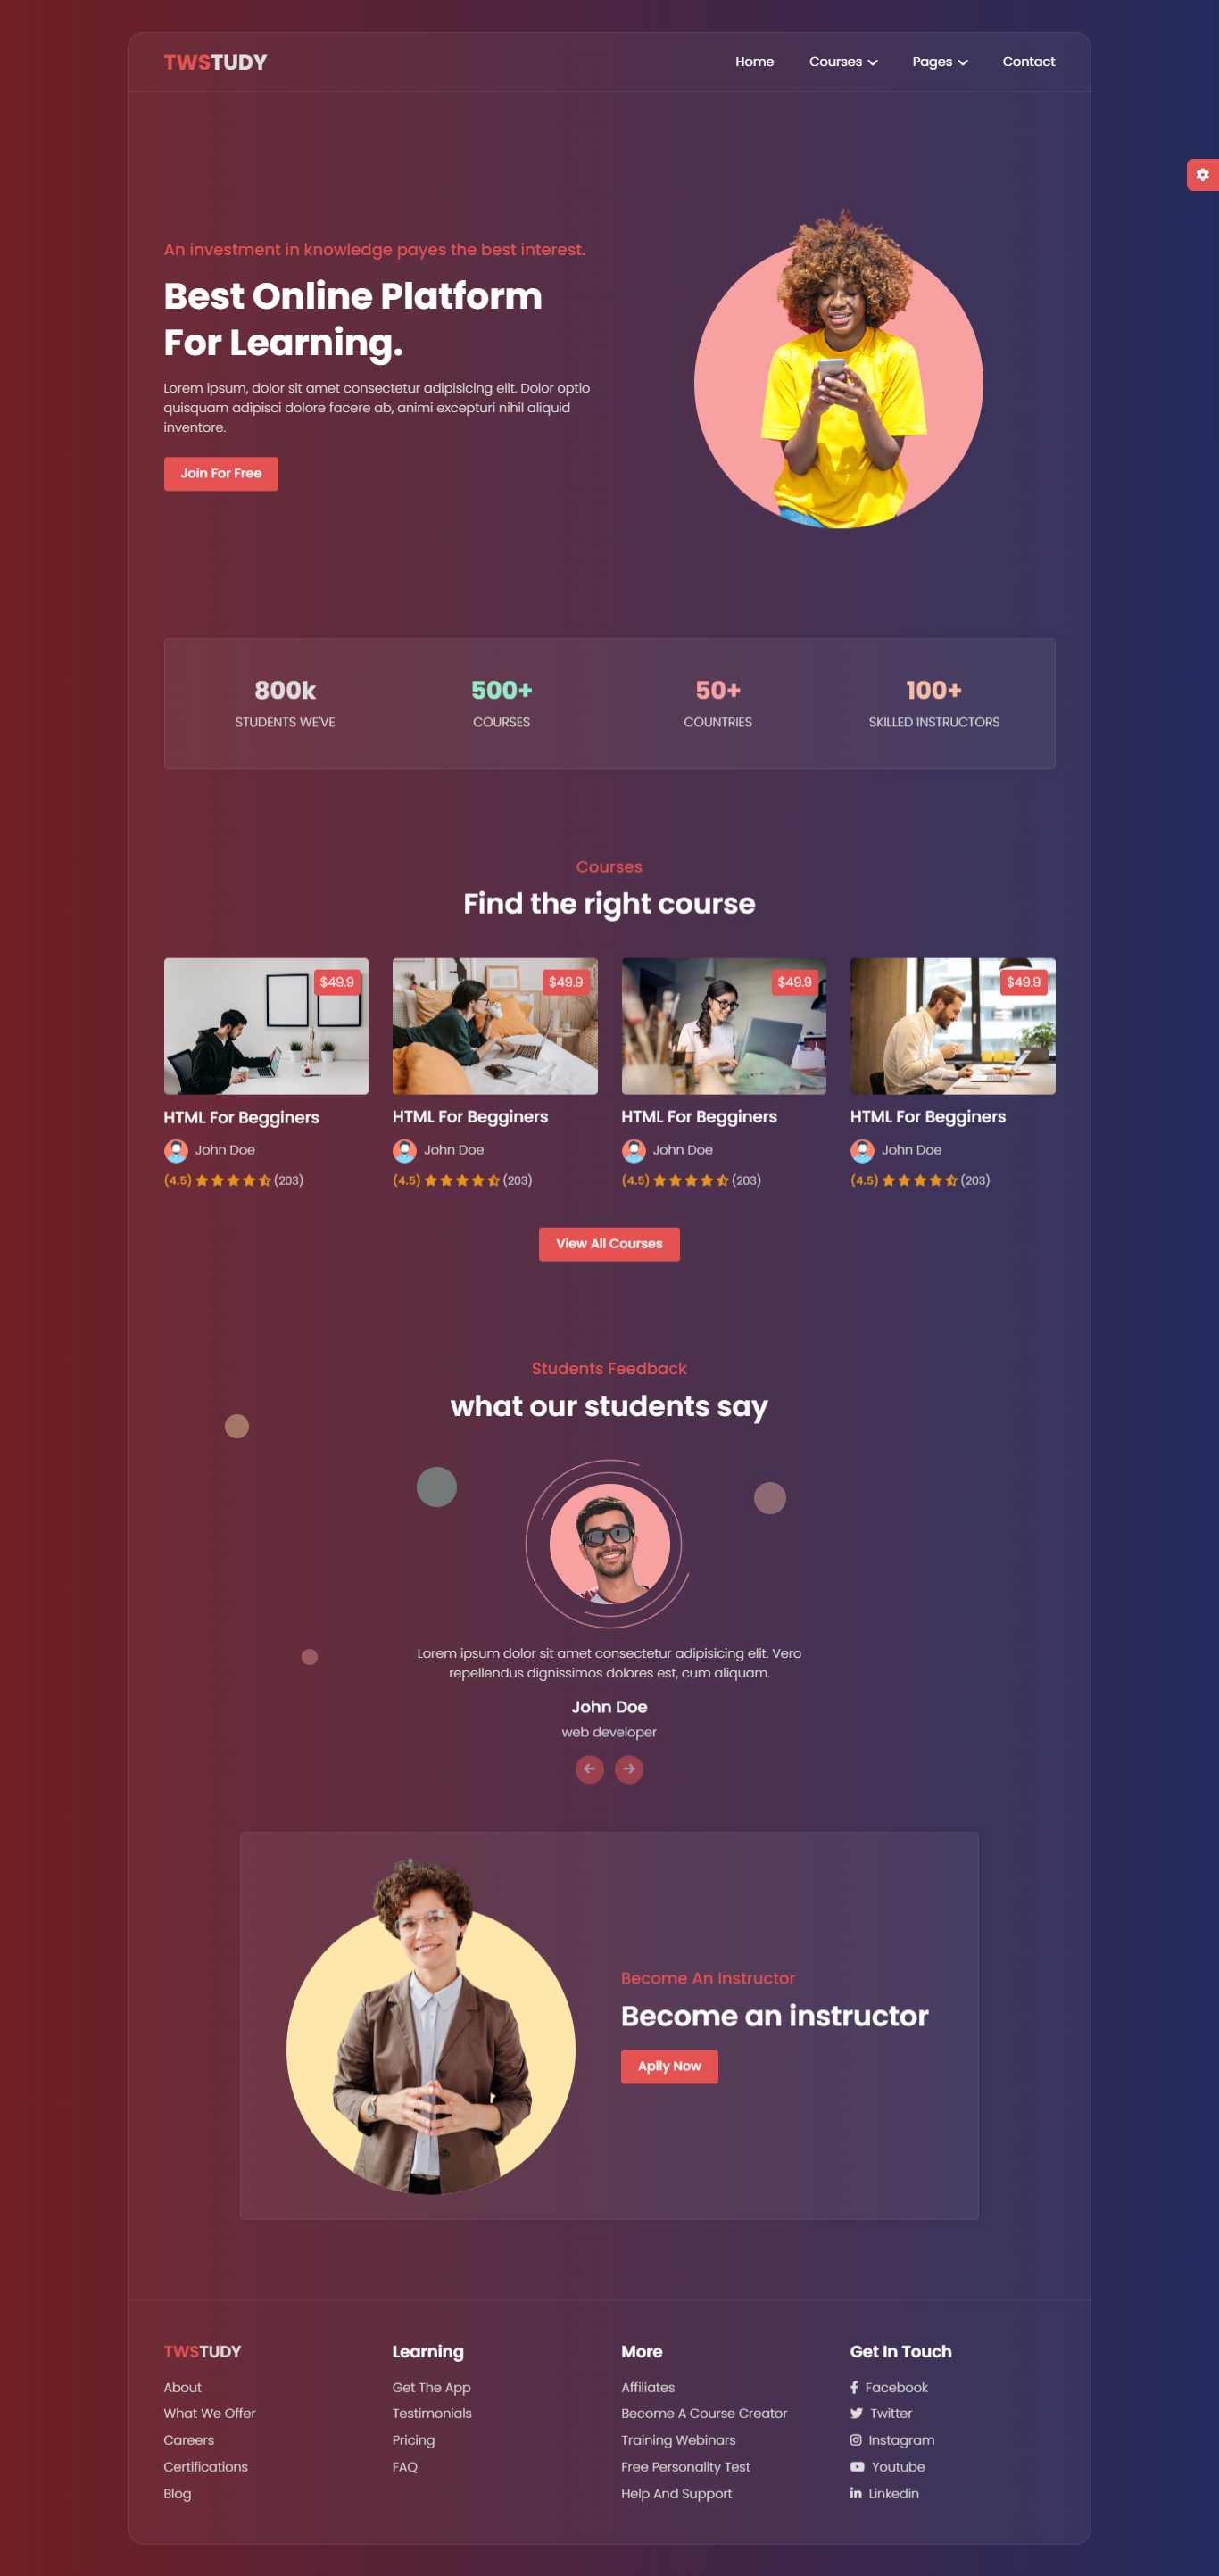 TWSTUDY
Home Courses Pages Contact
An investment in knowledge payes the best interest.
Best Online Platform
For Learning.
Lorem ipsum, dolor sit amet consectetur adipisicing elit. Dolor optio
quisquam adipisci dolore facere ab, animi excepturi nihil aliquid
inventore.
Join For Free
800k 500+ 50+ 100+
STUDENTS WE'VE COURSES COUNTRIES SKILLED INSTRUCTORS
Courses
Find the right course
$49.9 $49.9 $49.9 $49.9
HTML For Begginers HTML For Begginers HTML For Begginers HTML For Begginers
John Doe John Doe John Doe John Doe
(4.5) (203) (4.5) (203) (4.5) (203) (4.5) (203)
View All Courses
Students Feedback
what our students say
Lorem ipsum dolor sit amet consectetur adipisicing elit. Vero
repellendus dignissimos dolores est, cum aliquam.
John Doe
web developer
Become An Instructor
Become an instructor
Aplly Now
TWSTUDY Learning More Get In Touch
About Get The App Affiliates Facebook
What We Offer Testimonials Become A Course Creator Twitter
Careers Pricing Training Webinars Instagram
Certifications FAQ Free Personality Test Youtube
Blog Help And Support Linkedin